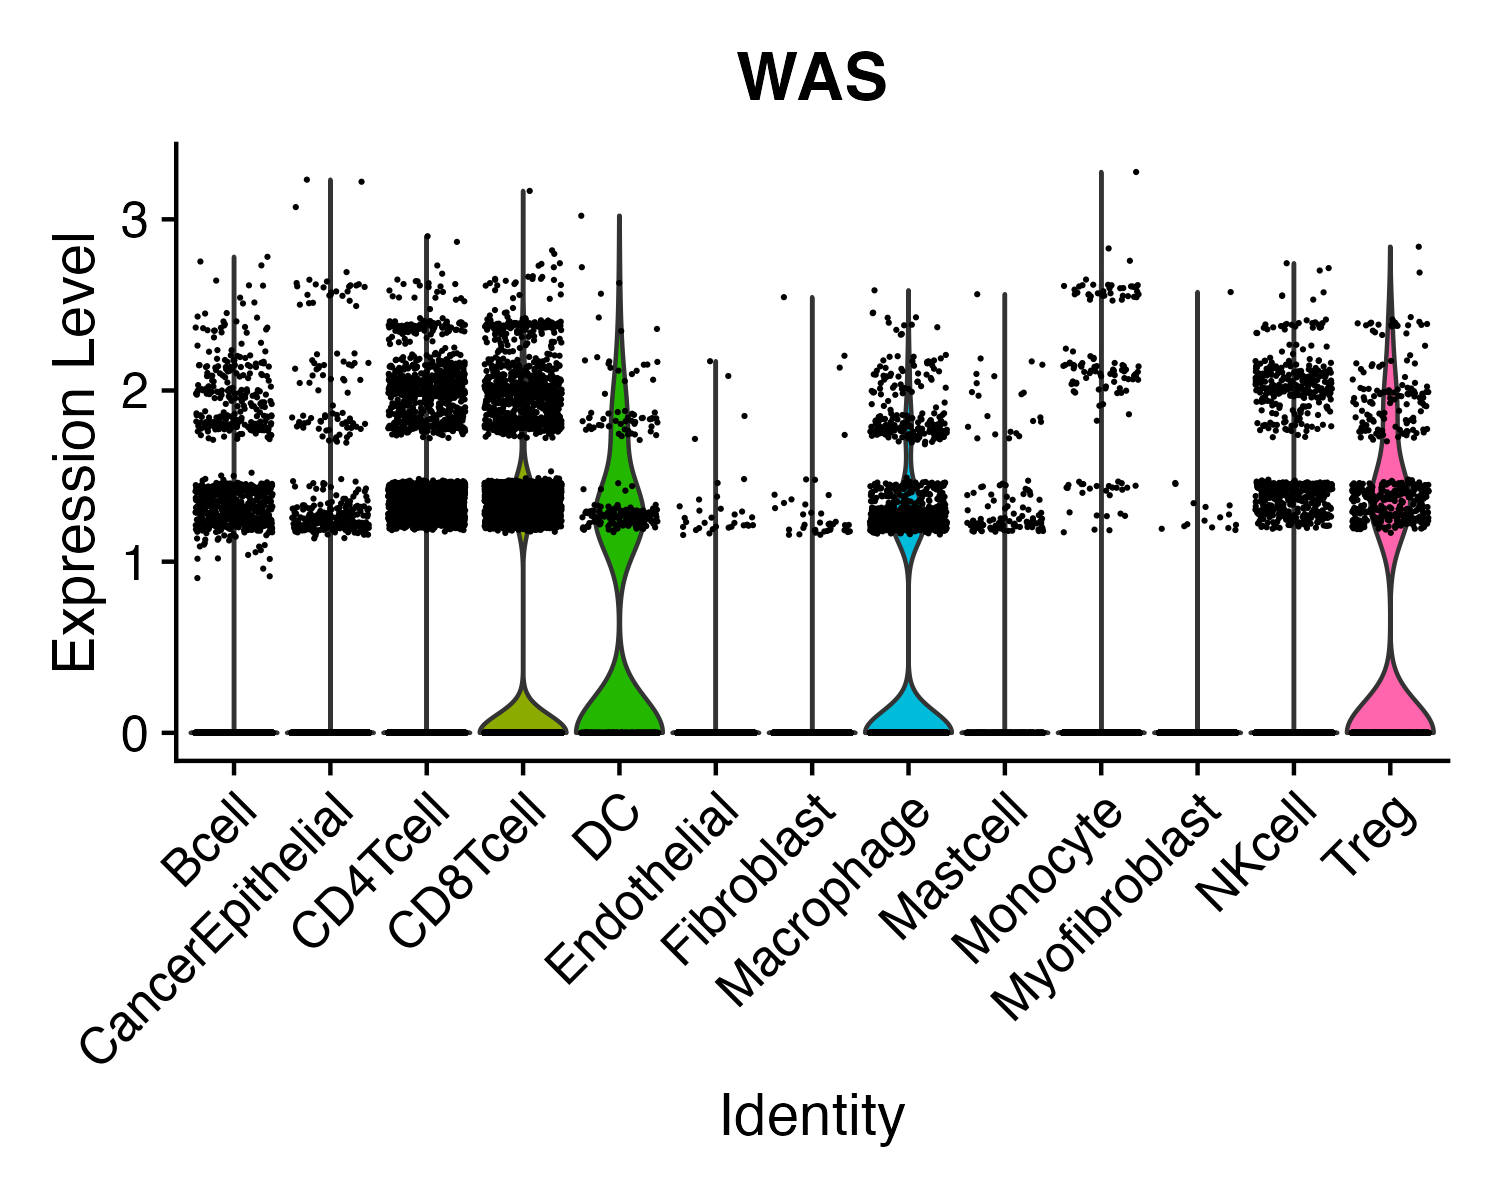 WAS
Expression Level
3
2
1
0
Bcell
CancerEpithelial
CD4Tcell
CD8Tcell
DC
Endothelial
Fibroblast
Macrophage
Mastcell
Monocyte
Myofibroblast
NKcell
Treg
Identity